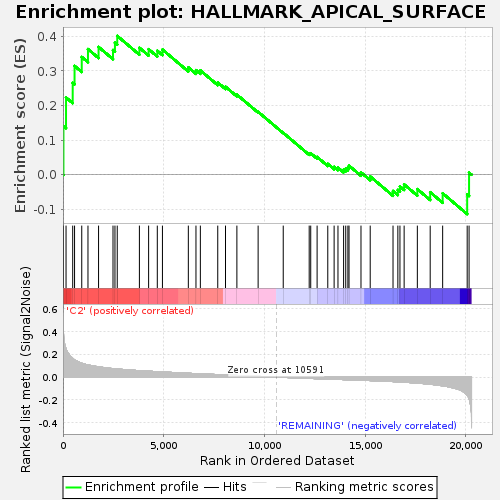 Enrichment plot: HALLMARK_APICAL_SURFACE
Enrichment score (ES)
0.4
0.3
0.2
0.1
0.0
-0.1
Ranked list metric (Signal2Noise)
'C2' (positively correlated)
0.6
0.4
0.2
0.0
-0.2
-0.4
Zero cross at 10591
'REMAINING' (negatively correlated)
0
5,000
10,000
15,000
20,000
Rank in Ordered Dataset
Enrichment profile
Hits
Ranking metric scores